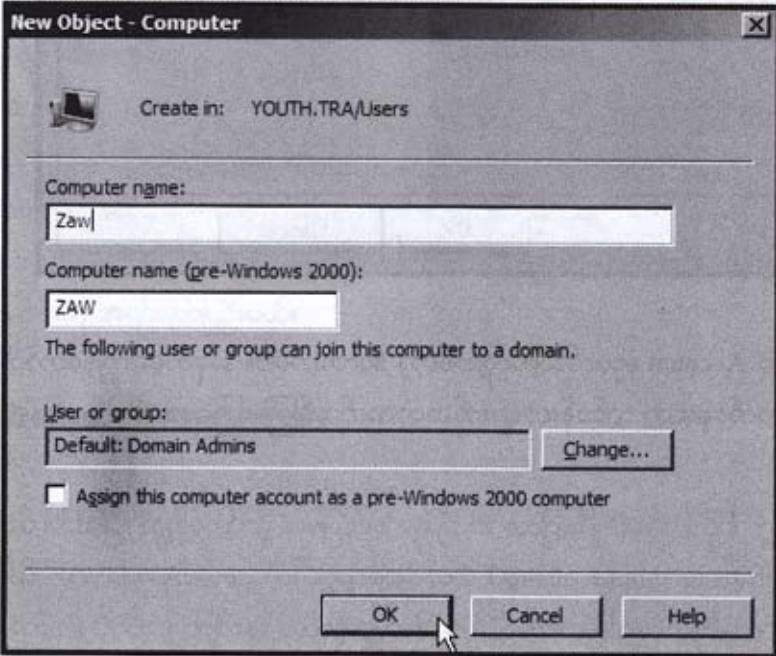 New Object - Computer
Create in: YOUTH.TRA/Users
Computer name:
Zaw
Computer name (pre-Windows 2000):
ZAW
The following user or group can join this computer to a domain.
User or group:
Default: Domain Admins
Change...
Assign this computer account as a pre-Windows 2000 computer
OK Cancel Help